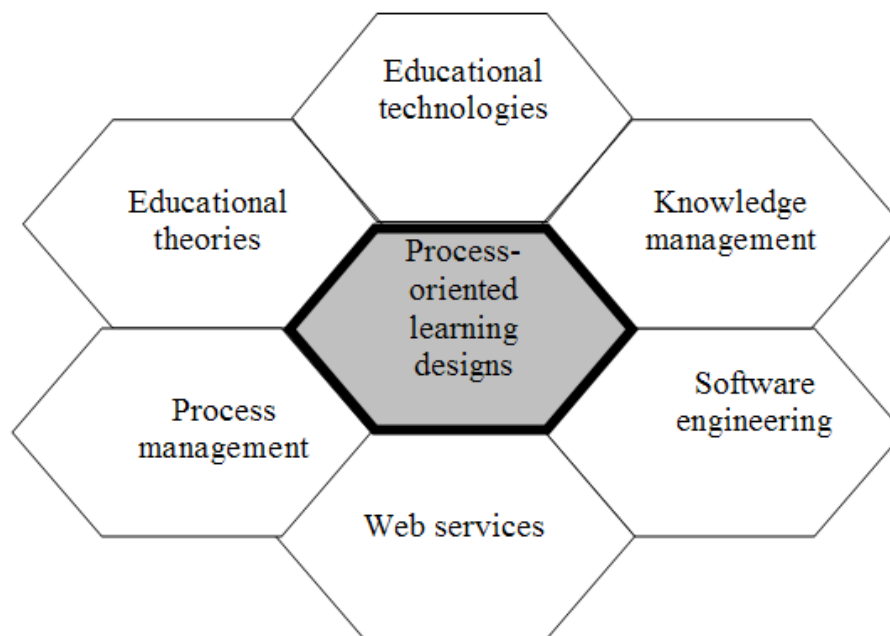 Educational
technologies
Educational
theories
Knowledge
management
Process-
oriented
learning
designs
Process
management
Software
engineering
Web services